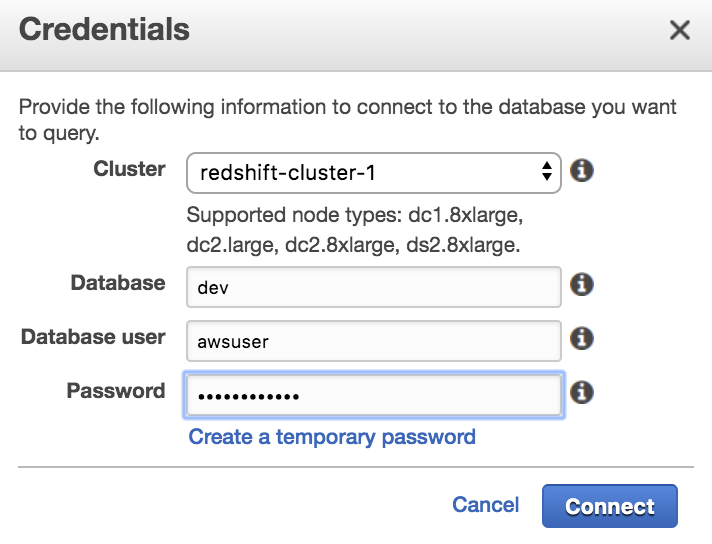 Credentials
Provide the following information to connect to the database you want
to query.
Cluster
redshift-cluster-1
Supported node types: dc1.8xlarge,
dc2.large, dc2.8xlarge, ds2.8xlarge.
Database
dev
Database user
awsuser
Password
••••••••••••
Create a temporary password
Cancel
Connect